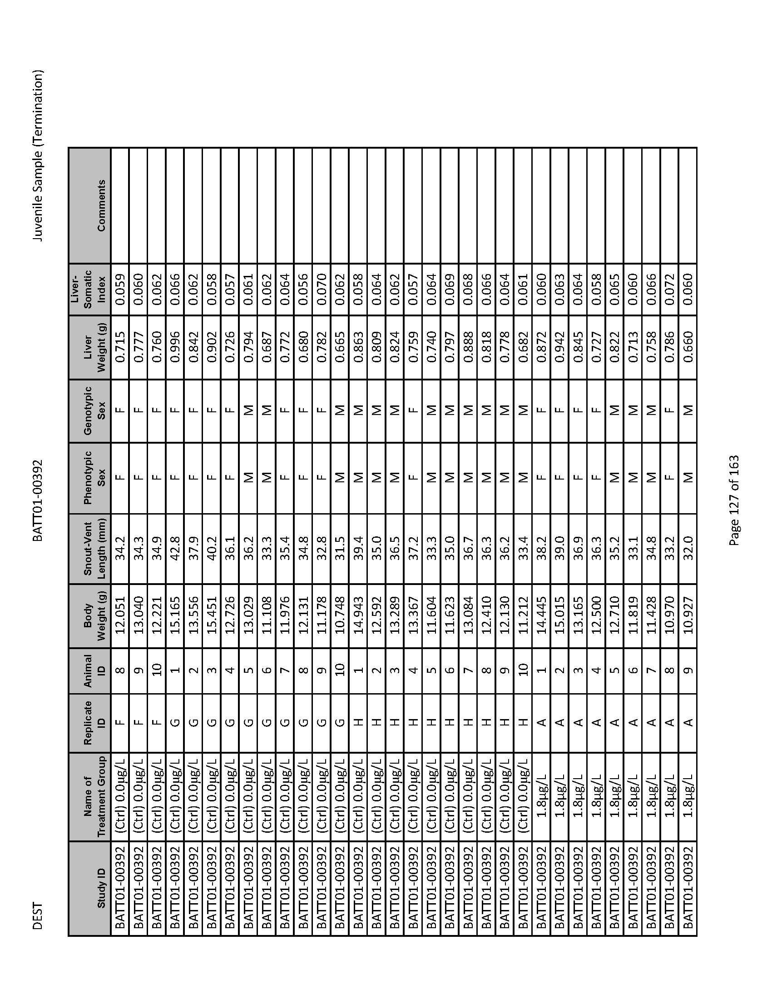 DEST BATT01-00392 Juvenile Sample (Termination)
Study ID Name of Treatment Group Replicate ID Animal ID Body Weight (g) Snout-Vent Length (mm) Phenotypic Sex Genotypic Sex Liver Weight (g) Liver-Somatic Index Comments
BATT01-00392 (Ctrl) 0.0µg/L F 8 12.051 34.2 F F 0.715 0.059
BATT01-00392 (Ctrl) 0.0µg/L F 9 13.040 34.3 F F 0.777 0.060
BATT01-00392 (Ctrl) 0.0µg/L F 10 12.221 34.9 F F 0.760 0.062
BATT01-00392 (Ctrl) 0.0µg/L G 1 15.165 42.8 F F 0.996 0.066
BATT01-00392 (Ctrl) 0.0µg/L G 2 13.556 37.9 F F 0.842 0.062
BATT01-00392 (Ctrl) 0.0µg/L G 3 15.451 40.2 F F 0.902 0.058
BATT01-00392 (Ctrl) 0.0µg/L G 4 12.726 36.1 F F 0.726 0.057
BATT01-00392 (Ctrl) 0.0µg/L G 5 13.029 36.2 M M 0.794 0.061
BATT01-00392 (Ctrl) 0.0µg/L G 6 11.108 33.3 M M 0.687 0.062
BATT01-00392 (Ctrl) 0.0µg/L G 7 11.976 35.4 F F 0.772 0.064
BATT01-00392 (Ctrl) 0.0µg/L G 8 12.131 34.8 F F 0.680 0.056
BATT01-00392 (Ctrl) 0.0µg/L G 9 11.178 32.8 F F 0.782 0.070
BATT01-00392 (Ctrl) 0.0µg/L G 10 10.748 31.5 M M 0.665 0.062
BATT01-00392 (Ctrl) 0.0µg/L H 1 14.943 39.4 M M 0.863 0.058
BATT01-00392 (Ctrl) 0.0µg/L H 2 12.592 35.0 M M 0.809 0.064
BATT01-00392 (Ctrl) 0.0µg/L H 3 13.289 36.5 M M 0.824 0.062
BATT01-00392 (Ctrl) 0.0µg/L H 4 13.367 37.2 F F 0.759 0.057
BATT01-00392 (Ctrl) 0.0µg/L H 5 11.604 33.3 M M 0.740 0.064
BATT01-00392 (Ctrl) 0.0µg/L H 6 11.623 35.0 M M 0.797 0.069
BATT01-00392 (Ctrl) 0.0µg/L H 7 13.084 36.7 M M 0.888 0.068
BATT01-00392 (Ctrl) 0.0µg/L H 8 12.410 36.3 M M 0.818 0.066
BATT01-00392 (Ctrl) 0.0µg/L H 9 12.130 36.2 M M 0.778 0.064
BATT01-00392 (Ctrl) 0.0µg/L H 10 11.212 33.4 M M 0.682 0.061
BATT01-00392 1.8µg/L A 1 14.445 38.2 F F 0.872 0.060
BATT01-00392 1.8µg/L A 2 15.015 39.0 F F 0.942 0.063
BATT01-00392 1.8µg/L A 3 13.165 36.9 F F 0.845 0.064
BATT01-00392 1.8µg/L A 4 12.500 36.3 F F 0.727 0.058
BATT01-00392 1.8µg/L A 5 12.710 35.2 M M 0.822 0.065
BATT01-00392 1.8µg/L A 6 11.819 33.1 M M 0.713 0.060
BATT01-00392 1.8µg/L A 7 11.428 34.8 M M 0.758 0.066
BATT01-00392 1.8µg/L A 8 10.970 33.2 F F 0.786 0.072
BATT01-00392 1.8µg/L A 9 10.927 32.0 M M 0.660 0.060
Page 127 of 163